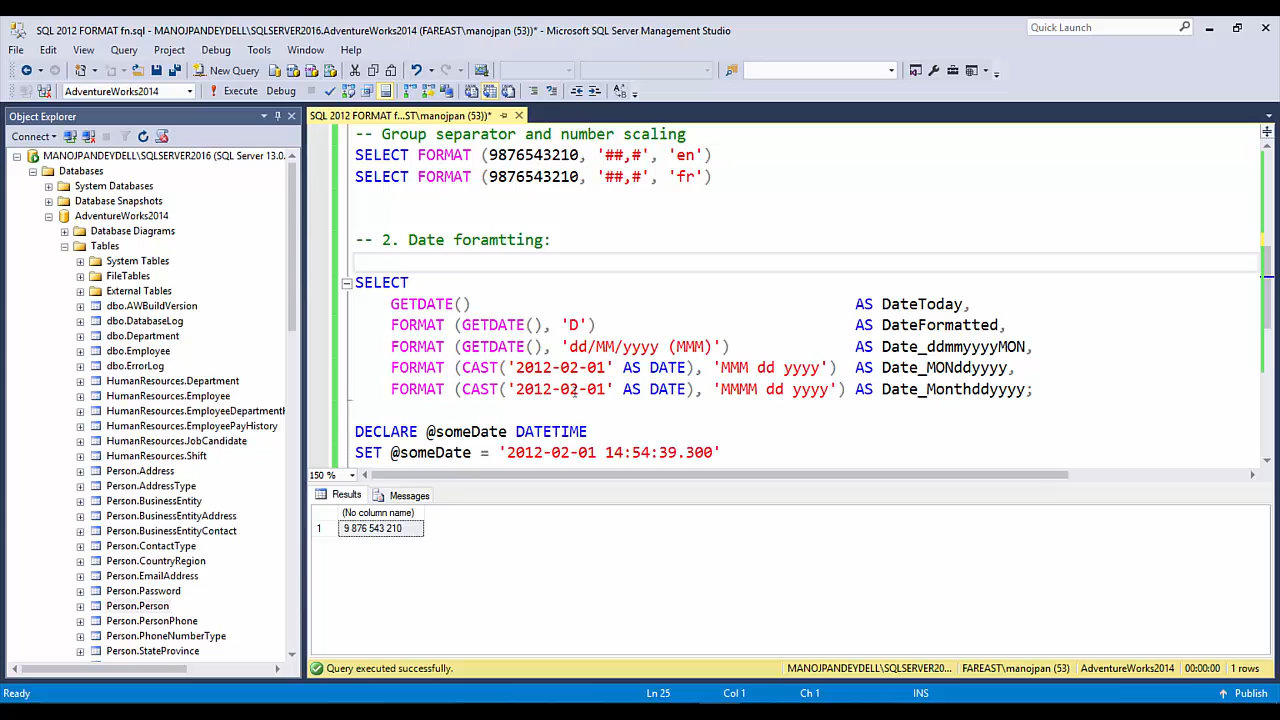 SQL 2012 FORMAT fn.sql - MANOJPANDEYDELL\SQLSERVER2016.AdventureWorks2014 (FAREAST\manojpan (53))* - Microsoft SQL Server Management Studio
Quick Launch
File Edit View Query Project Debug Tools Window Help
New Query
AdventureWorks2014 Execute Debug
Object Explorer
SQL 2012 FORMAT f...ST\manojpan (53))*
Connect
MANOJPANDEYDELL\SQLSERVER2016 (SQL Server 13.0.
Databases
System Databases
Database Snapshots
AdventureWorks2014
Database Diagrams
Tables
System Tables
FileTables
External Tables
dbo.AWBuildVersion
dbo.DatabaseLog
dbo.Department
dbo.Employee
dbo.ErrorLog
HumanResources.Department
HumanResources.Employee
HumanResources.EmployeeDepartmentH
HumanResources.EmployeePayHistory
HumanResources.JobCandidate
HumanResources.Shift
Person.Address
Person.AddressType
Person.BusinessEntity
Person.BusinessEntityAddress
Person.BusinessEntityContact
Person.ContactType
Person.CountryRegion
Person.EmailAddress
Person.Password
Person.Person
Person.PersonPhone
Person.PhoneNumberType
Person.StateProvince
-- Group separator and number scaling
SELECT FORMAT (9876543210, '##,#', 'en')
SELECT FORMAT (9876543210, '##,#', 'fr')
-- 2. Date foramtting:
SELECT
GETDATE() AS DateToday,
FORMAT (GETDATE(), 'D') AS DateFormatted,
FORMAT (GETDATE(), 'dd/MM/yyyy (MMM)') AS Date_ddmmyyyyMON,
FORMAT (CAST('2012-02-01' AS DATE), 'MMM dd yyyy') AS Date_MONddyyyy,
FORMAT (CAST('2012-02-01' AS DATE), 'MMMM dd yyyy') AS Date_Monthddyyyy;
DECLARE @someDate DATETIME
SET @someDate = '2012-02-01 14:54:39.300'
150 %
Results Messages
(No column name)
1 9 876 543 210
Query executed successfully.
MANOJPANDEYDELL\SQLSERVER20... FAREAST\manojpan (53) AdventureWorks2014 00:00:00 1 rows
Ready Ln 25 Col 1 Ch 1 INS Publish